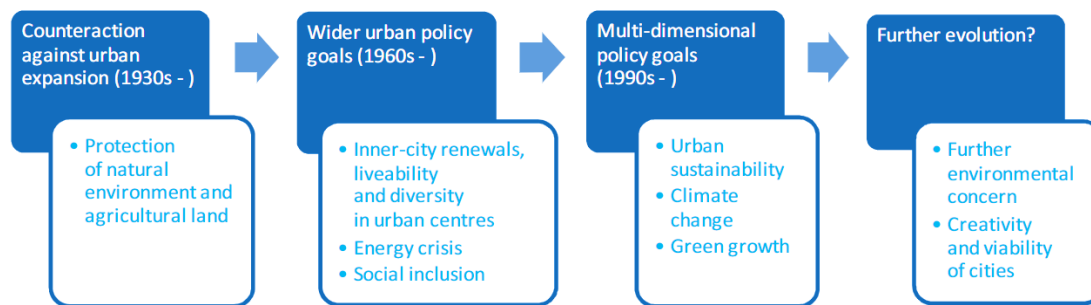 Counteraction
against urban
expansion (1930s - )
• Protection
of natural
environment and
agricultural land
Wider urban policy
goals (1960s - )
• Inner-city renewals,
liveability
and diversity
in urban centres
• Energy crisis
• Social inclusion
Multi-dimensional
policy goals
(1990s - )
• Urban
sustainability
• Climate
change
• Green growth
Further evolution?
• Further
environmental
concern
• Creativity
and viability
of cities